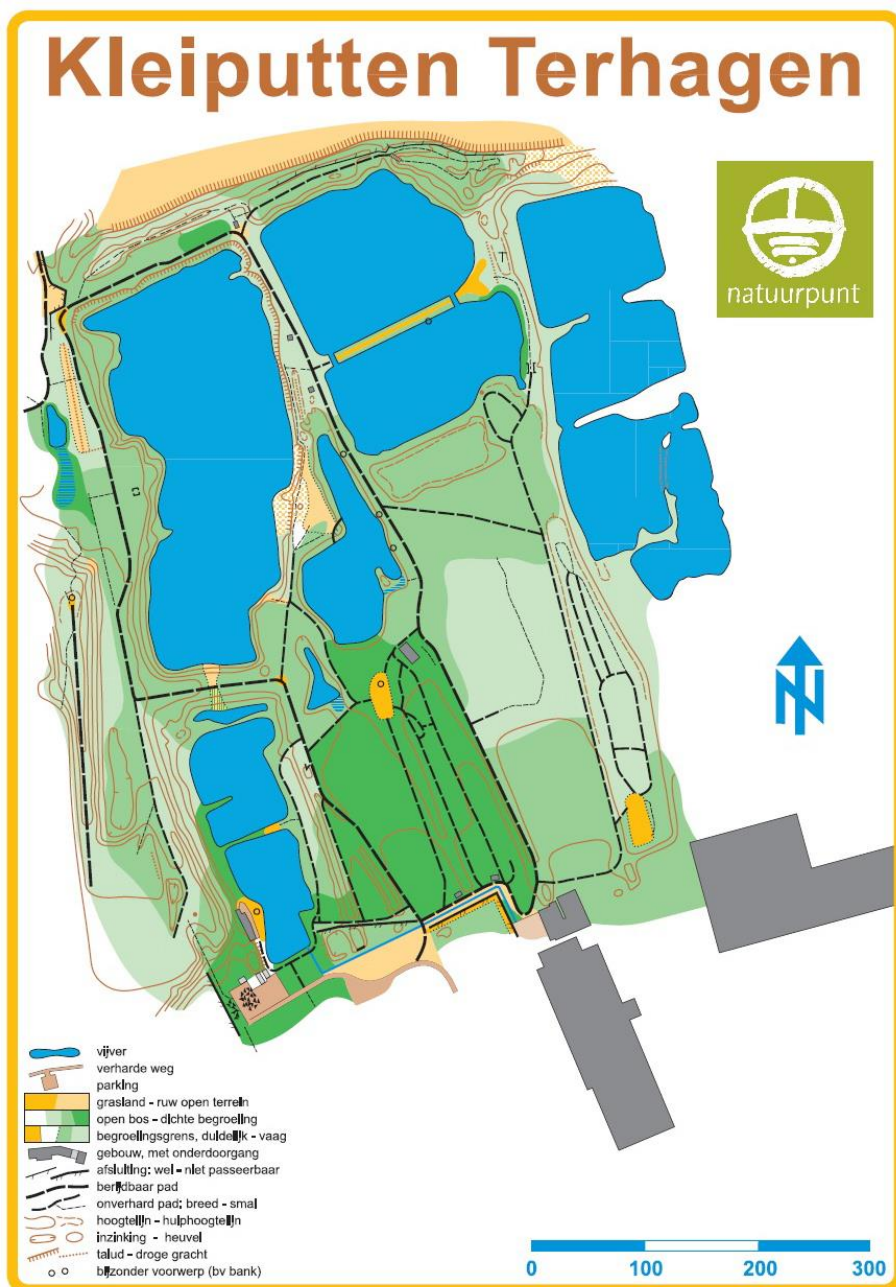 Kleiputten Terhagen
natuurpunt
N
vijver
verharde weg
parking
grasland - ruw open terrein
open bos - dichte begroeiing
begroeiingsgrens, duidelijk - vaag
gebouw, met onderdoorgang
afsluiting: wel - niet passeerbaar
berijdbaar pad
onverhard pad: breed - smal
hoogtelijn - hulphoogtelijn
inzinking - heuvel
talud - droge gracht
bijzonder voorwerp (bv bank)
0 100 200 300